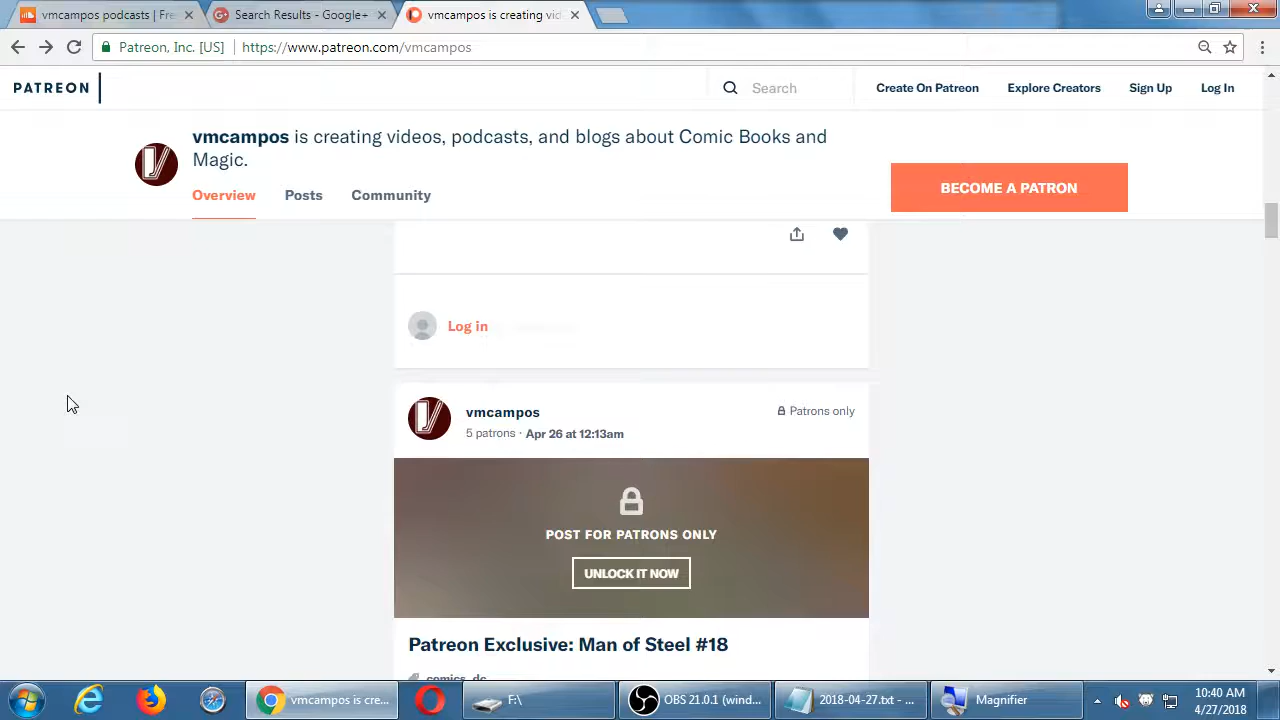 vmcampos podcasts | Fre
Search Results - Google+
vmcampos is creating vid
Patreon, Inc. [US]
https://www.patreon.com/vmcampos
PATREON
Search
Create On Patreon
Explore Creators
Sign Up
Log In
vmcampos is creating videos, podcasts, and blogs about Comic Books and
Magic.
BECOME A PATRON
Overview
Posts
Community
Log in
vmcampos
Patrons only
5 patrons · Apr 26 at 12:13am
POST FOR PATRONS ONLY
UNLOCK IT NOW
Patreon Exclusive: Man of Steel #18
comics, dc
vmcampos is cre...
F:\
OBS 21.0.1 (wind...
2018-04-27.txt - ...
Magnifier
10:40 AM
4/27/2018